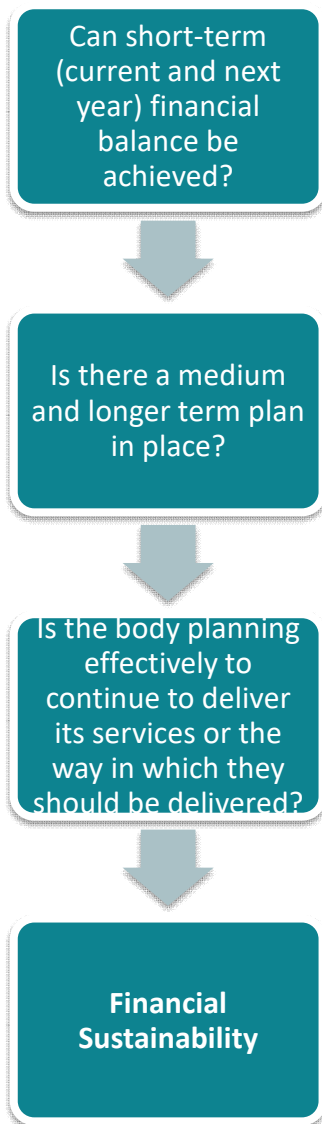 Can short-term
(current and next
year) financial
balance be
achieved?
Is there a medium
and longer term plan
in place?
Is the body planning
effectively to
continue to deliver
its services or the
way in which they
should be delivered?
Financial
Sustainability